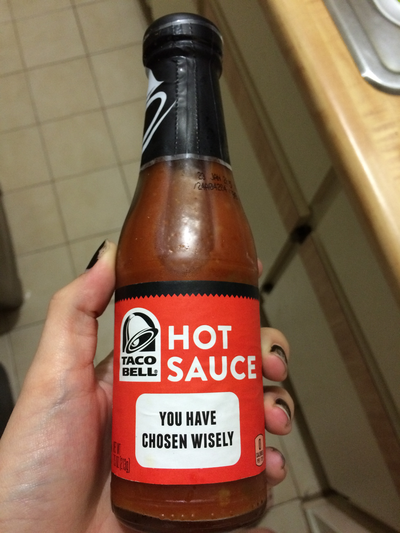 TACO
BELL
HOT
SAUCE
YOU HAVE
CHOSEN WISELY